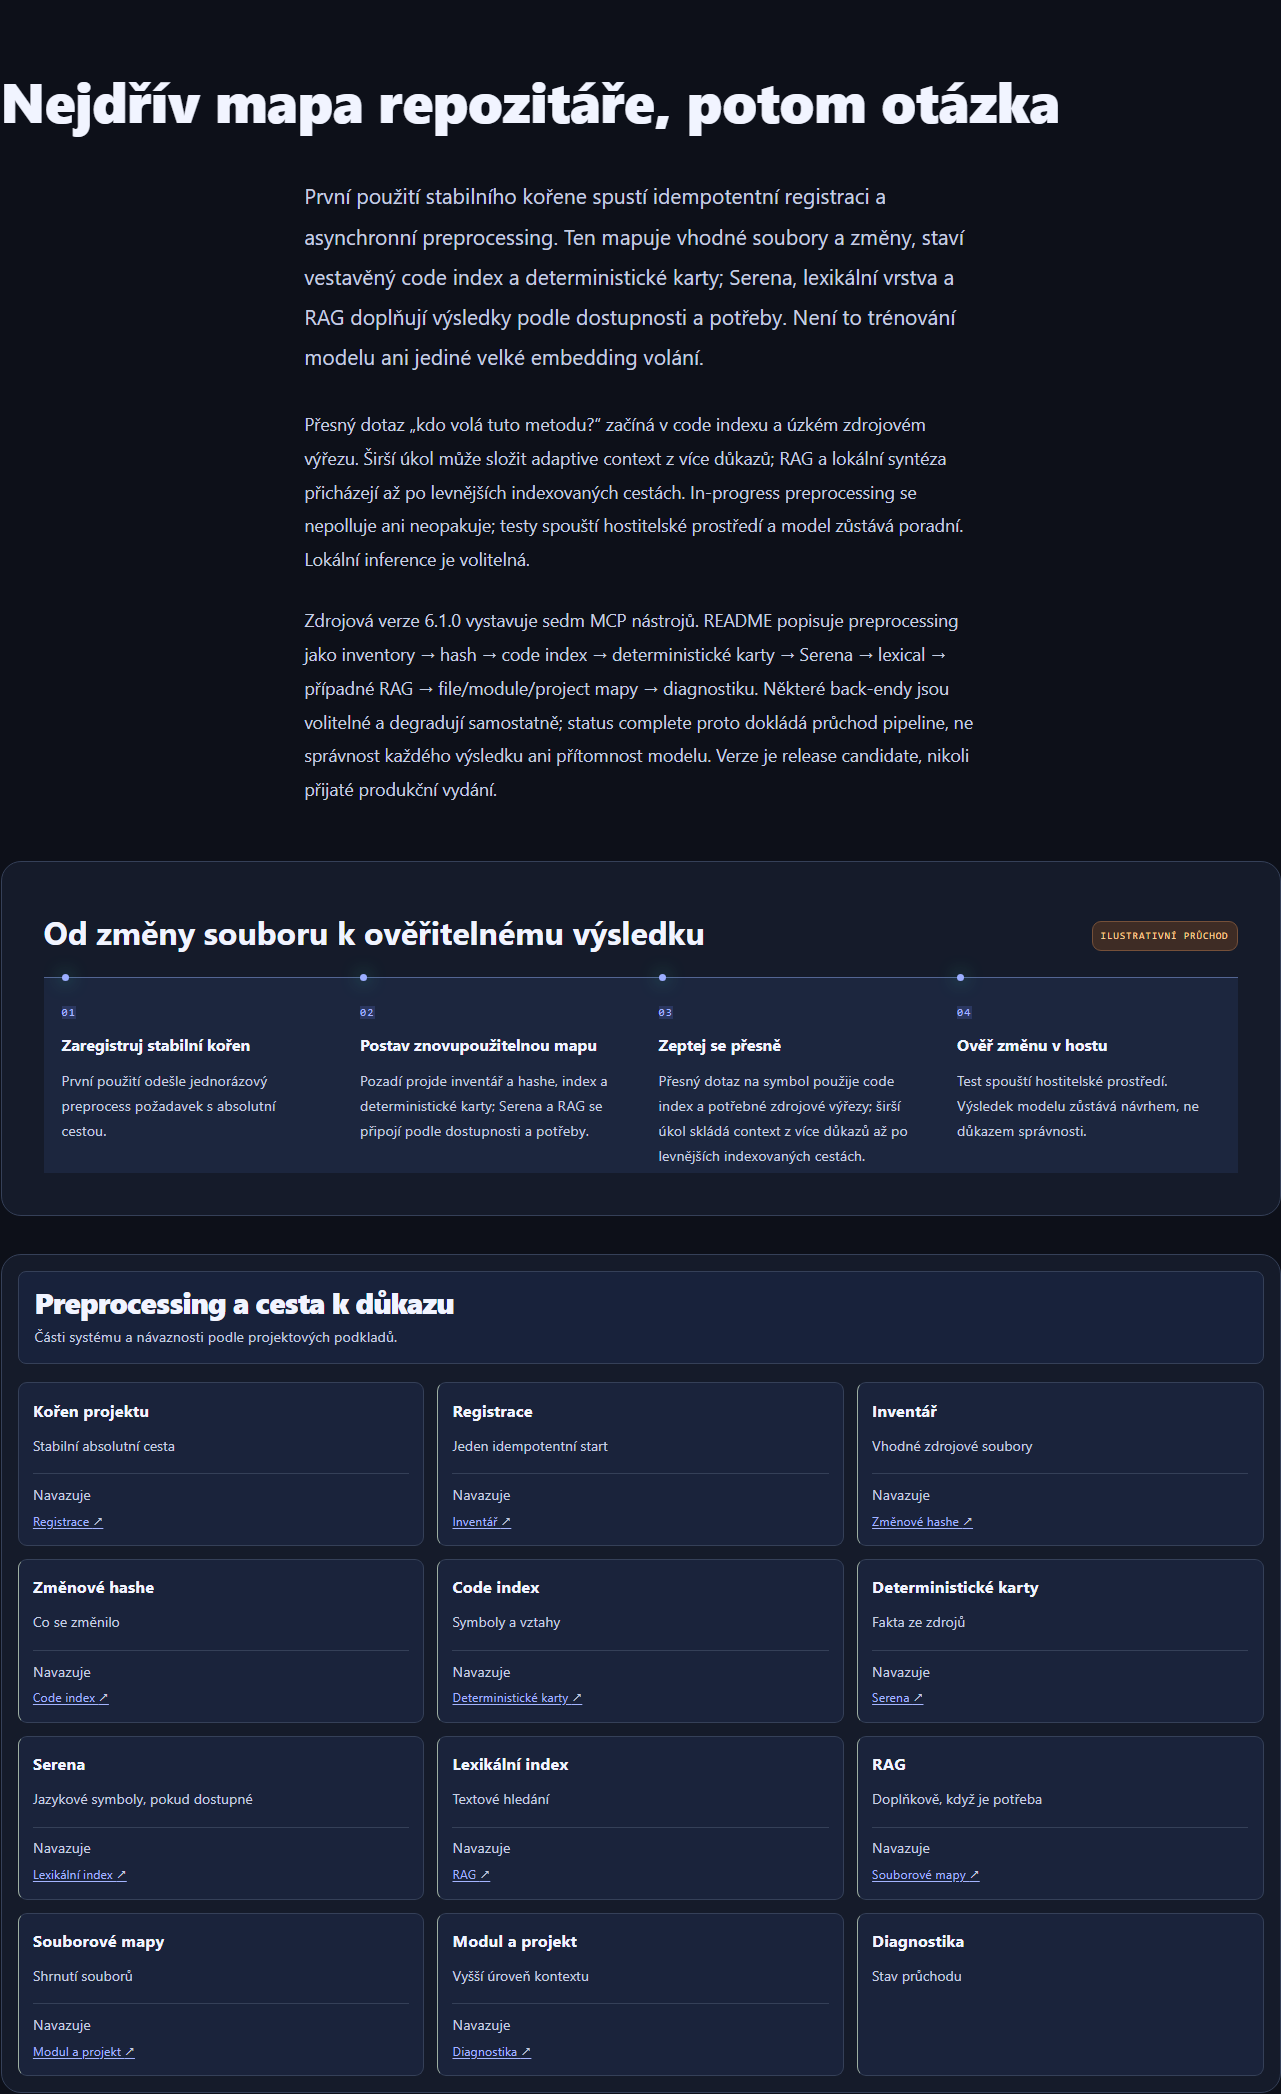 Nejdřív mapa repozitáře, potom otázka
První použití stabilního kořene spustí idempotentní registraci a
asynchronní preprocessing. Ten mapuje vhodné soubory a změny, staví
vestavěný code index a deterministické karty; Serena, lexikální vrstva a
RAG doplňují výsledky podle dostupnosti a potřeby. Není to trénování
modelu ani jediné velké embedding volání.
Přesný dotaz „kdo volá tuto metodu?“ začíná v code indexu a úzkém zdrojovém
výřezu. Širší úkol může složit adaptive context z více důkazů; RAG a lokální syntéza
přicházejí až po levnějších indexovaných cestách. In-progress preprocessing se
nepolluje ani neopakuje; testy spouští hostitelské prostředí a model zůstává poradní.
Lokální inference je volitelná.
Zdrojová verze 6.1.0 vystavuje sedm MCP nástrojů. README popisuje preprocessing
jako inventory → hash → code index → deterministické karty → Serena → lexical →
případné RAG → file/module/project mapy → diagnostiku. Některé back-endy jsou
volitelné a degradují samostatně; status complete proto dokládá průchod pipeline, ne
správnost každého výsledku ani přítomnost modelu. Verze je release candidate, nikoli
přijaté produkční vydání.
Od změny souboru k ověřitelnému výsledku
ILUSTRATIVNÍ PRŮCHOD
01
Zaregistruj stabilní kořen
První použití odešle jednorázový
preprocess požadavek s absolutní
cestou.
02
Postav znovupoužitelnou mapu
Pozadí projde inventář a hashe, index a
deterministické karty; Serena a RAG se
připojí podle dostupnosti a potřeby.
03
Zeptej se přesně
Přesný dotaz na symbol použije code
index a potřebné zdrojové výřezy; širší
úkol skládá context z více důkazů až po
levnějších indexovaných cestách.
04
Ověř změnu v hostu
Test spouští hostitelské prostředí.
Výsledek modelu zůstává návrhem, ne
důkazem správnosti.
Preprocessing a cesta k důkazu
Části systému a návaznosti podle projektových podkladů.
Kořen projektu
Stabilní absolutní cesta
Navazuje
Registrace ↗
Registrace
Jeden idempotentní start
Navazuje
Inventář ↗
Inventář
Vhodné zdrojové soubory
Navazuje
Změnové hashe ↗
Změnové hashe
Co se změnilo
Navazuje
Code index ↗
Code index
Symboly a vztahy
Navazuje
Deterministické karty ↗
Deterministické karty
Fakta ze zdrojů
Navazuje
Serena ↗
Serena
Jazykové symboly, pokud dostupné
Navazuje
Lexikální index ↗
Lexikální index
Textové hledání
Navazuje
RAG ↗
RAG
Doplňkově, když je potřeba
Navazuje
Souborové mapy ↗
Souborové mapy
Shrnutí souborů
Navazuje
Modul a projekt ↗
Modul a projekt
Vyšší úroveň kontextu
Navazuje
Diagnostika ↗
Diagnostika
Stav průchodu